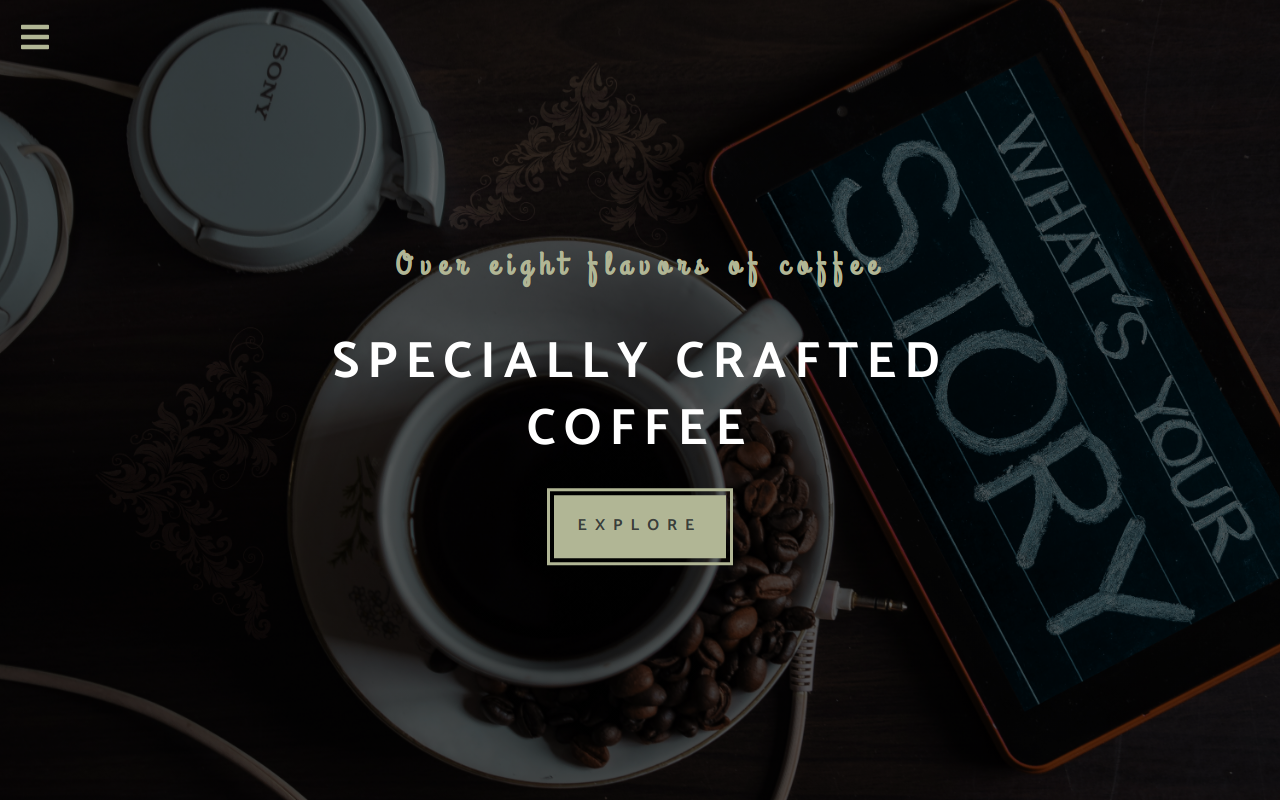 SONY
WHAT'S YOUR
STORY
Over eight flavors of coffee
SPECIALLY CRAFTED
COFFEE
EXPLORE